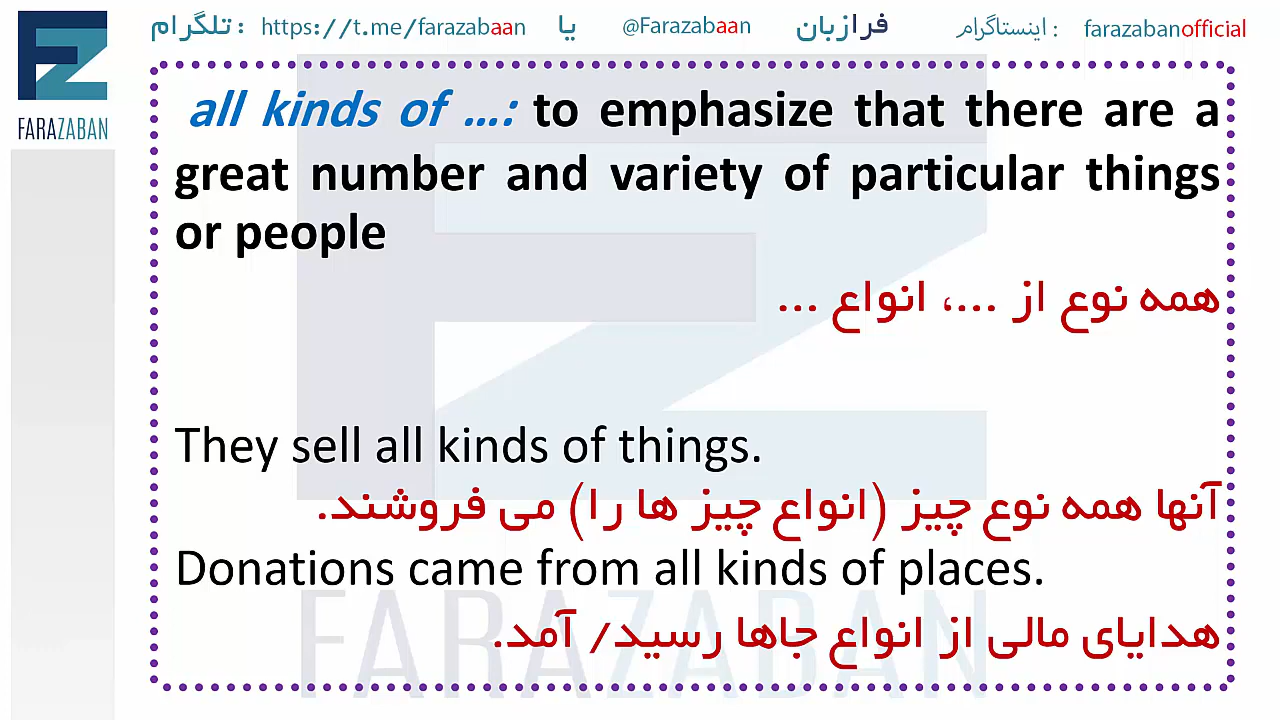 تلگرام : https://t.me/farazabaan یا @Farazabaan فرازبان اینستاگرام : farazabanofficial
FZ
FARAZABAN
all kinds of …: to emphasize that there are a
great number and variety of particular things
or people
همه نوع از ...، انواع ...
They sell all kinds of things.
آنها همه نوع چیز (انواع چیز ها را) می فروشند.
Donations came from all kinds of places.
هدایای مالی از انواع جاها رسید/ آمد.
FARAZABAN